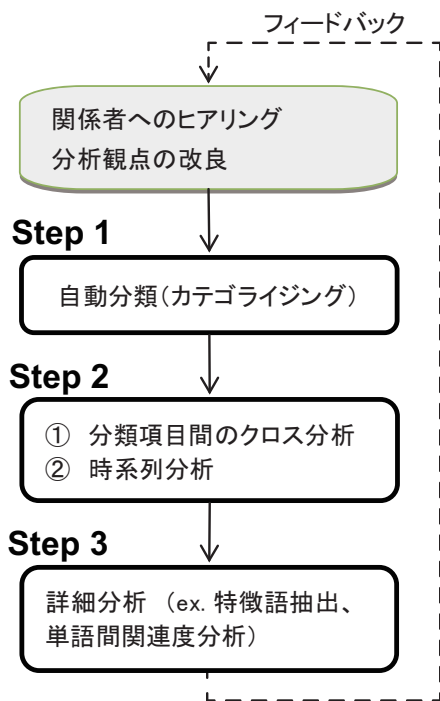 フィードバック
関係者へのヒアリング
分析観点の改良
Step 1
自動分類(カテゴライジング)
Step 2
① 分類項目間のクロス分析
② 時系列分析
Step 3
詳細分析 (ex. 特徴語抽出、
単語間関連度分析)